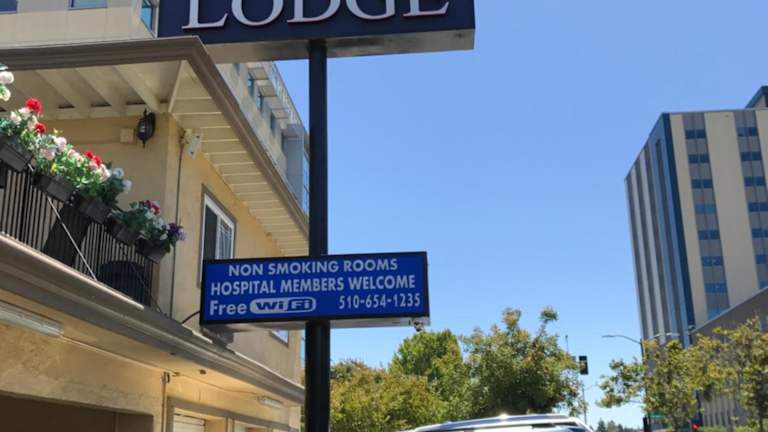 LODGE
NON SMOKING ROOMS
HOSPITAL MEMBERS WELCOME
Free WiFi 510-654-1235